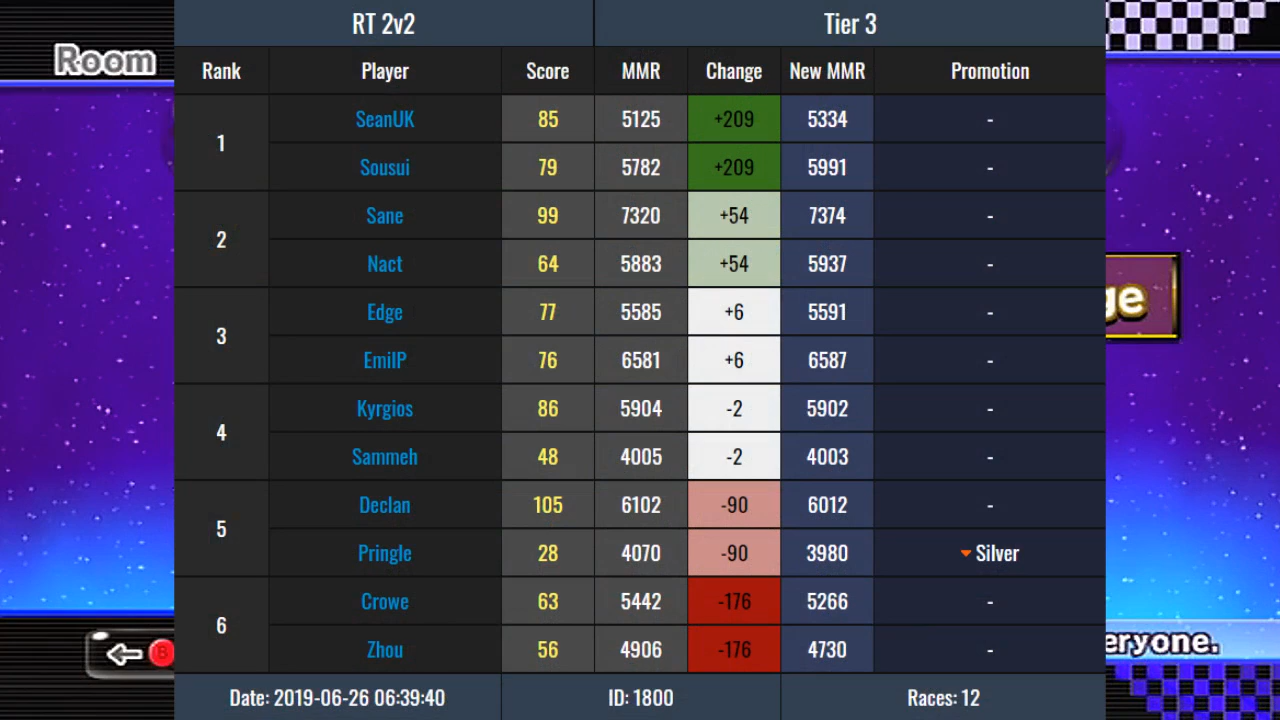 RT 2v2 Tier 3
Room
Rank Player Score MMR Change New MMR Promotion
1
SeanUK 85 5125 +209 5334 -
Sousui 79 5782 +209 5991 -
2
Sane 99 7320 +54 7374 -
Nact 64 5883 +54 5937 -
3
Edge 77 5585 +6 5591 -
EmilP 76 6581 +6 6587 -
4
Kyrgios 86 5904 -2 5902 -
Sammeh 48 4005 -2 4003 -
5
Declan 105 6102 -90 6012 -
Pringle 28 4070 -90 3980 Silver
6
Crowe 63 5442 -176 5266 -
Zhou 56 4906 -176 4730 -
ge
B
eryone.
Date: 2019-06-26 06:39:40 ID: 1800 Races: 12